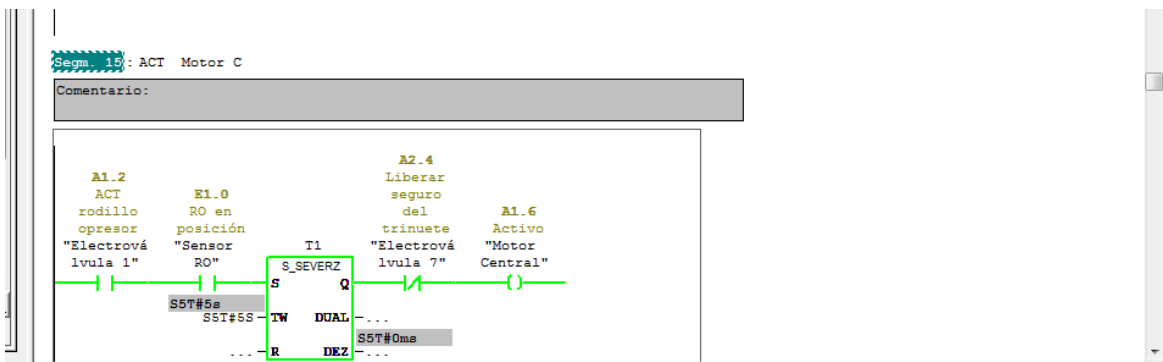 Segm. 15: ACT Motor C
Comentario:
A1.2
ACT
rodillo
opresor
"Electrová
lvula 1"
E1.0
RO en
posición
"Sensor
RO"
T1
S_SEVERZ
S Q
A2.4
Liberar
seguro
del
trinuete
"Electrová
lvula 7"
A1.6
Activo
"Motor
Central"
S5T#5s
S5T#5S TW DUAL ...
S5T#0ms
... R DEZ ...